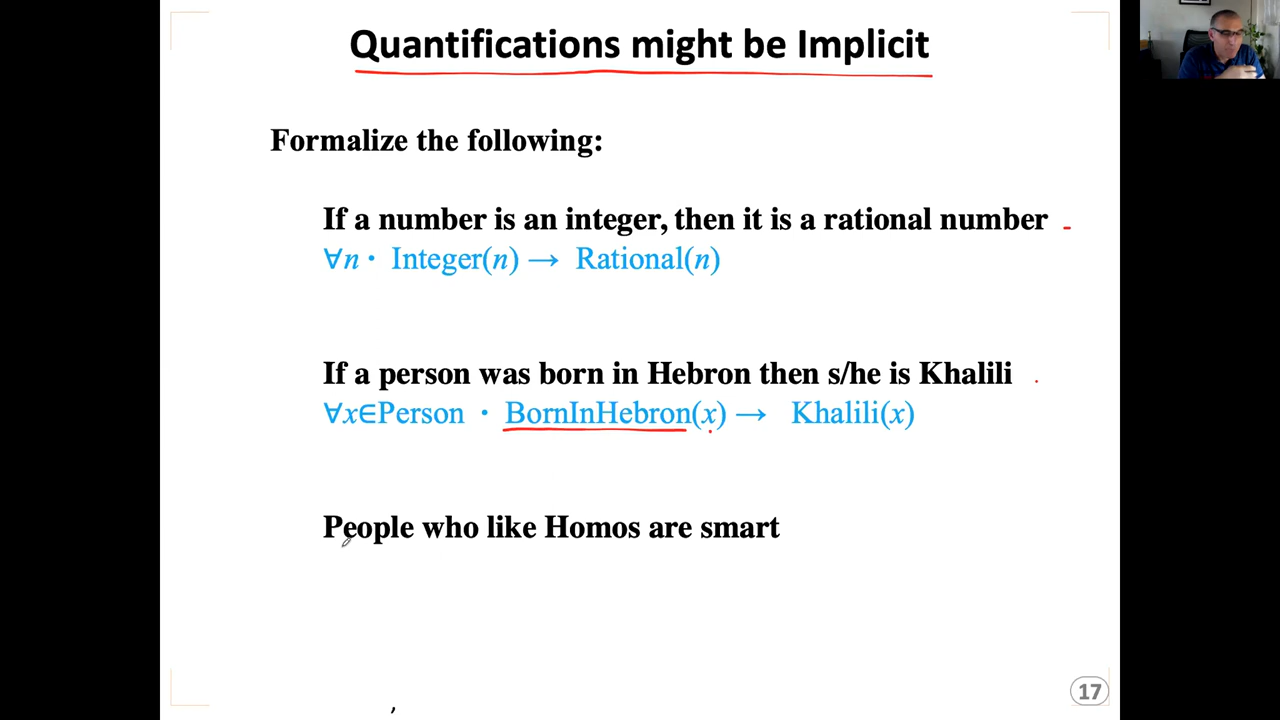 Quantifications might be Implicit
Formalize the following:
If a number is an integer, then it is a rational number
∀n · Integer(n) → Rational(n)
If a person was born in Hebron then s/he is Khalili
∀x∈Person · BornInHebron(x) → Khalili(x)
People who like Homos are smart
17